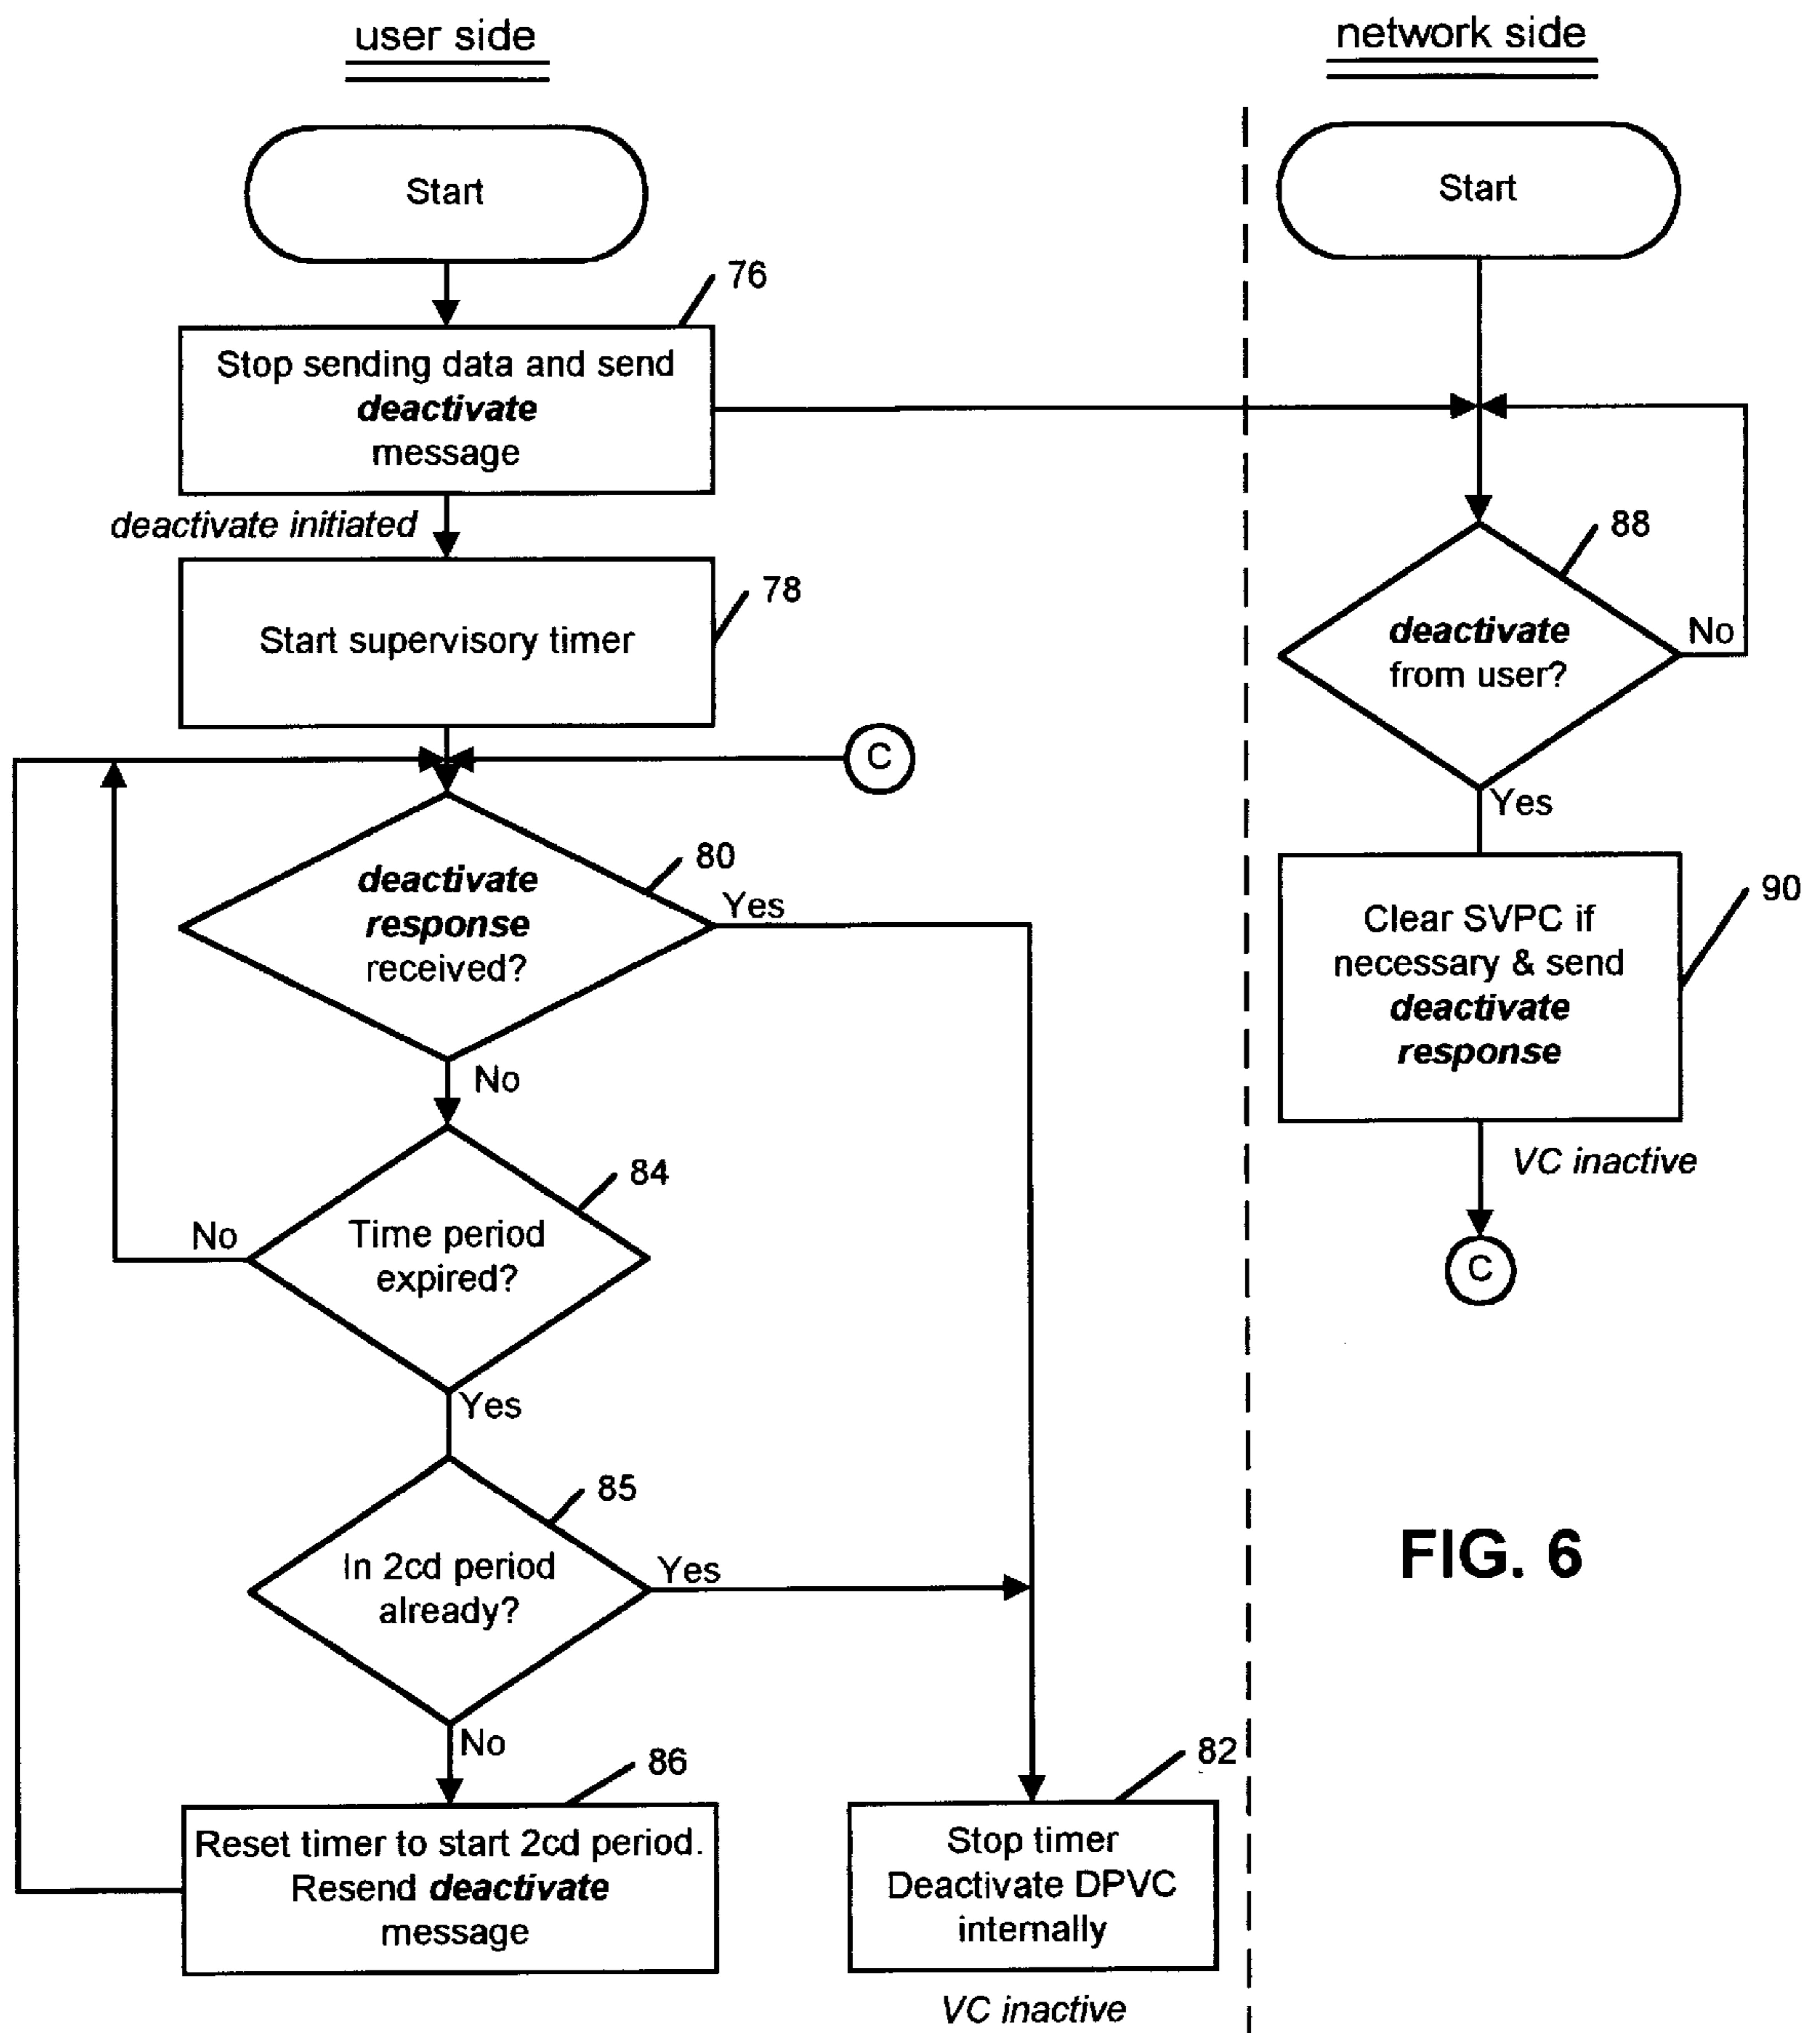 user side
Start
76
Stop sending data and send
deactivate
message
deactivate initiated
78
Start supervisory timer
C
80
deactivate
response
received?
Yes
No
84
Time period
expired?
No
Yes
85
In 2cd period
already?
Yes
No
86
Reset timer to start 2cd period.
Resend deactivate
message
82
Stop timer
Deactivate DPVC
internally
VC inactive
network side
Start
88
deactivate
from user?
No
Yes
90
Clear SVPC if
necessary & send
deactivate
response
VC inactive
C
FIG. 6